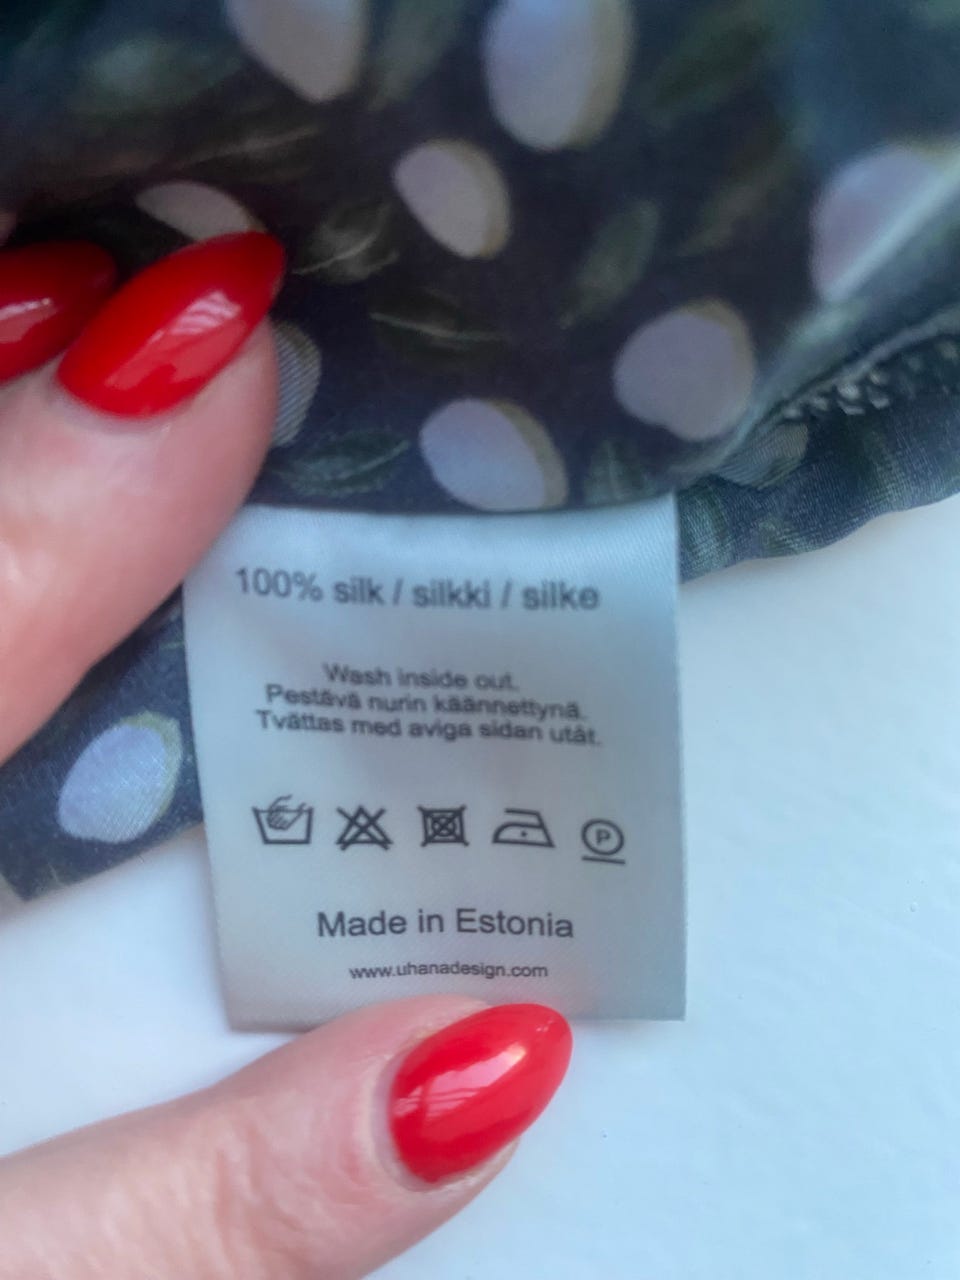 100% silk / silkki / silke
Wash inside out.
Pestävä nurin käännettynä.
Tvättas med aviga sidan utåt.
P
Made in Estonia
www.uhanadesign.com